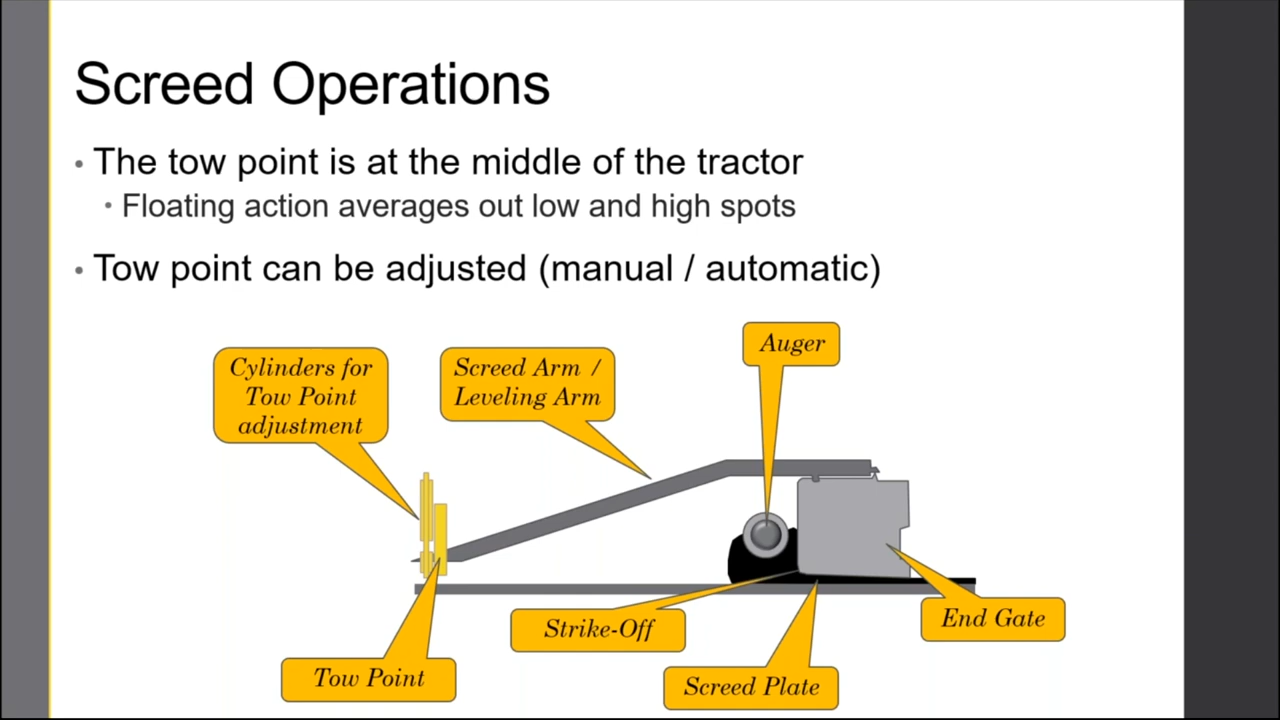 Screed Operations
• The tow point is at the middle of the tractor
• Floating action averages out low and high spots
• Tow point can be adjusted (manual / automatic)
Auger
Cylinders for
Tow Point
adjustment
Screed Arm /
Leveling Arm
Strike-Off
End Gate
Tow Point
Screed Plate